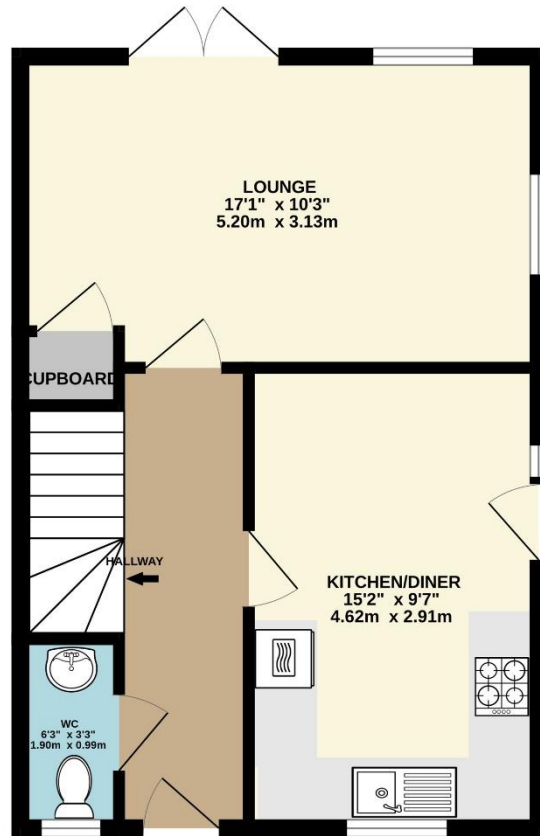 LOUNGE
17'1" x 10'3"
5.20m x 3.13m
CUPBOARD
HALLWAY
KITCHEN/DINER
15'2" x 9'7"
4.62m x 2.91m
WC
6'3" x 3'3"
1.90m x 0.99m